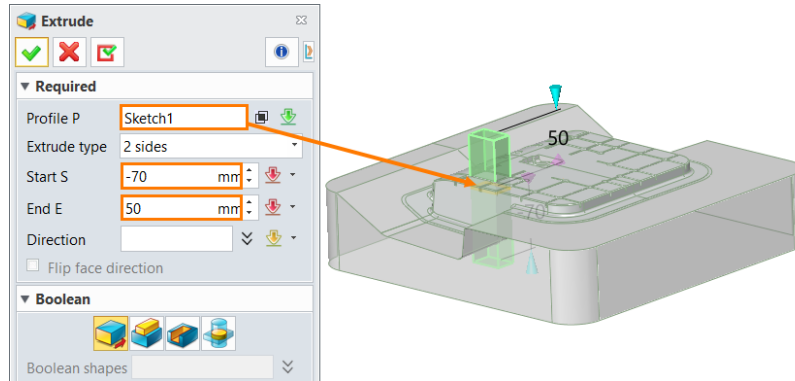 Extrude
Required
Profile P Sketch1
Extrude type 2 sides
Start S -70 mm
End E 50 mm
Direction
Flip face direction
Boolean
Boolean shapes
50
-70